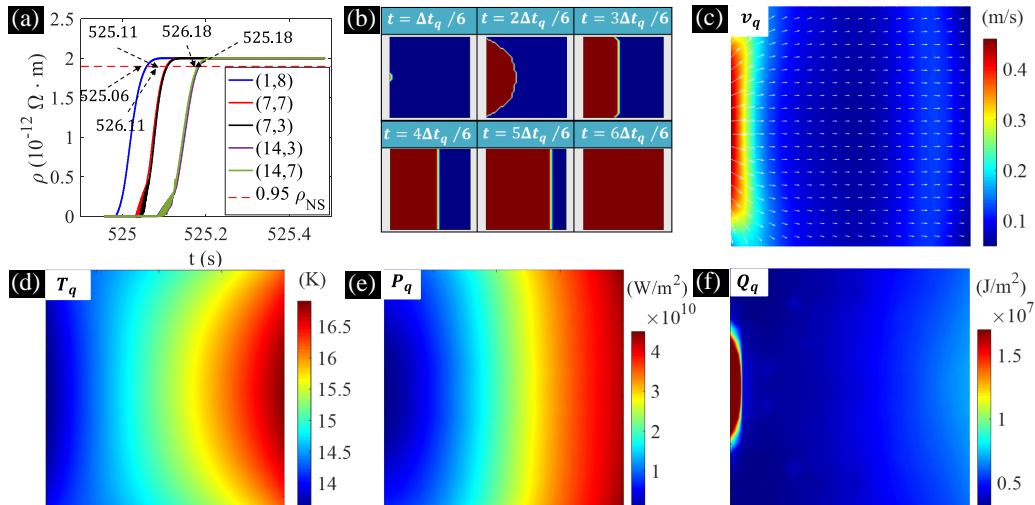 (a)
525.11
526.18
525.18
525.06
526.11
2.5
2
1.5
1
0.5
0
ρ (10⁻¹² Ω · m)
(1,8)
(7,7)
(7,3)
(14,3)
(14,7)
0.95 ρNS
525
525.2
525.4
t (s)
(b)
t = Δtq /6
t = 2Δtq /6
t = 3Δtq /6
t = 4Δtq /6
t = 5Δtq /6
t = 6Δtq /6
(c)
vq
(m/s)
0.4
0.3
0.2
0.1
(d)
Tq
(K)
16.5
16
15.5
15
14.5
14
(e)
Pq
(W/m²)
×10¹⁰
4
3
2
1
(f)
Qq
(J/m²)
×10⁷
1.5
1
0.5